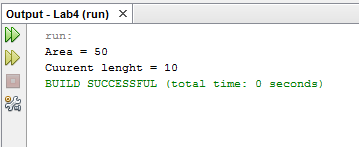 Output - Lab4 (run) ×
run:
Area = 50
Cuurent lenght = 10
BUILD SUCCESSFUL (total time: 0 seconds)